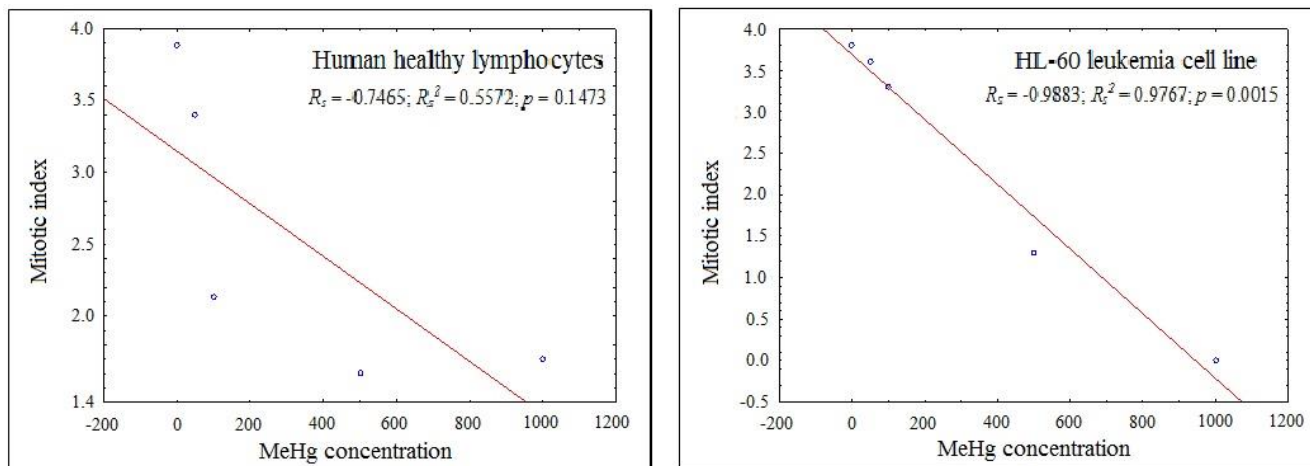 Human healthy lymphocytes
Rs = -0.7465; Rs² = 0.5572; p = 0.1473
Mitotic index
4.0
3.5
3.0
2.5
2.0
1.4
-200 0 200 400 600 800 1000 1200
MeHg concentration
HL-60 leukemia cell line
Rs = -0.9883; Rs² = 0.9767; p = 0.0015
Mitotic index
4.0
3.5
3.0
2.5
2.0
1.5
1.0
0.5
0.0
-0.5
-200 0 200 400 600 800 1000 1200
MeHg concentration